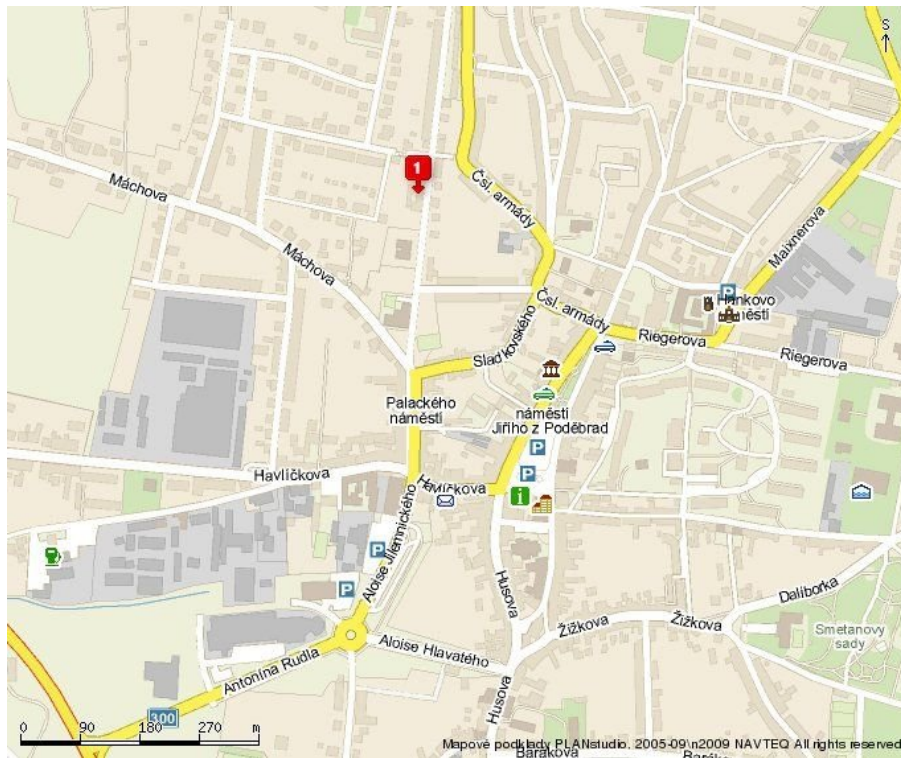 S
1
Čsl. armády
Máchova
Maixnerova
Máchova
Hankovo
náměstí
Čsl. armády
Sladkovského
Riegerova
Riegerova
Palackého
náměstí
náměstí
Jiřího z Poděbrad
P
P
P
Havlíčkova
Havlíčkova
i
P
P
Aloise Jilemnického
Husova
Dalíborka
Žižkova
Žižkova
Smetanovy
sady
Aloise Hlavatého
Antonína Rudla
Husova
300
0 90 180 270 m
Mapové podklady PLANstudio, 2005-09\n2009 NAVTEQ All rights reserved
Barákova